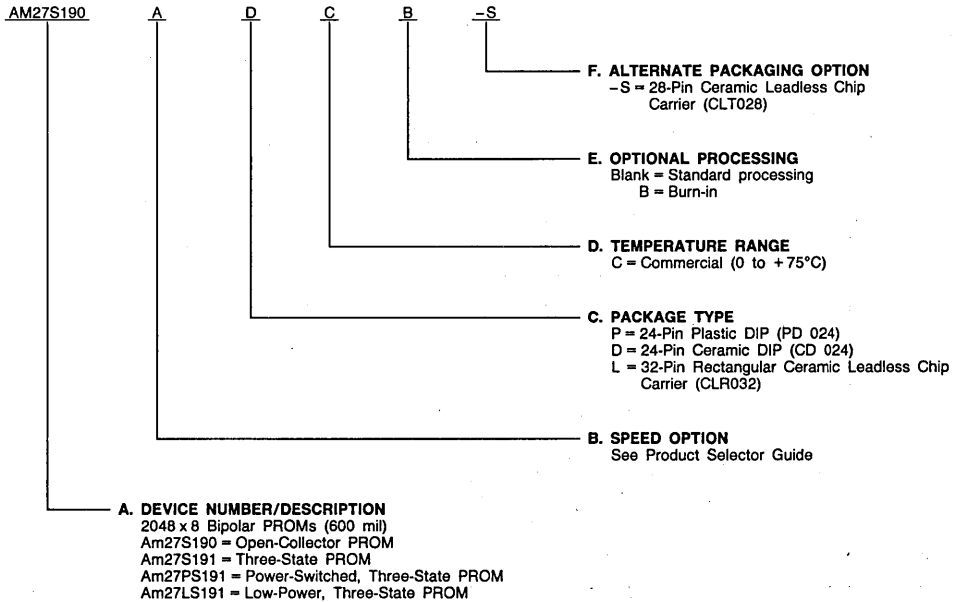 AM27S190 A D C B –S
F. ALTERNATE PACKAGING OPTION
–S = 28-Pin Ceramic Leadless Chip
Carrier (CLT028)
E. OPTIONAL PROCESSING
Blank = Standard processing
B = Burn-in
D. TEMPERATURE RANGE
C = Commercial (0 to +75°C)
C. PACKAGE TYPE
P = 24-Pin Plastic DIP (PD 024)
D = 24-Pin Ceramic DIP (CD 024)
L = 32-Pin Rectangular Ceramic Leadless Chip
Carrier (CLR032)
B. SPEED OPTION
See Product Selector Guide
A. DEVICE NUMBER/DESCRIPTION
2048 x 8 Bipolar PROMs (600 mil)
Am27S190 = Open-Collector PROM
Am27S191 = Three-State PROM
Am27PS191 = Power-Switched, Three-State PROM
Am27LS191 = Low-Power, Three-State PROM